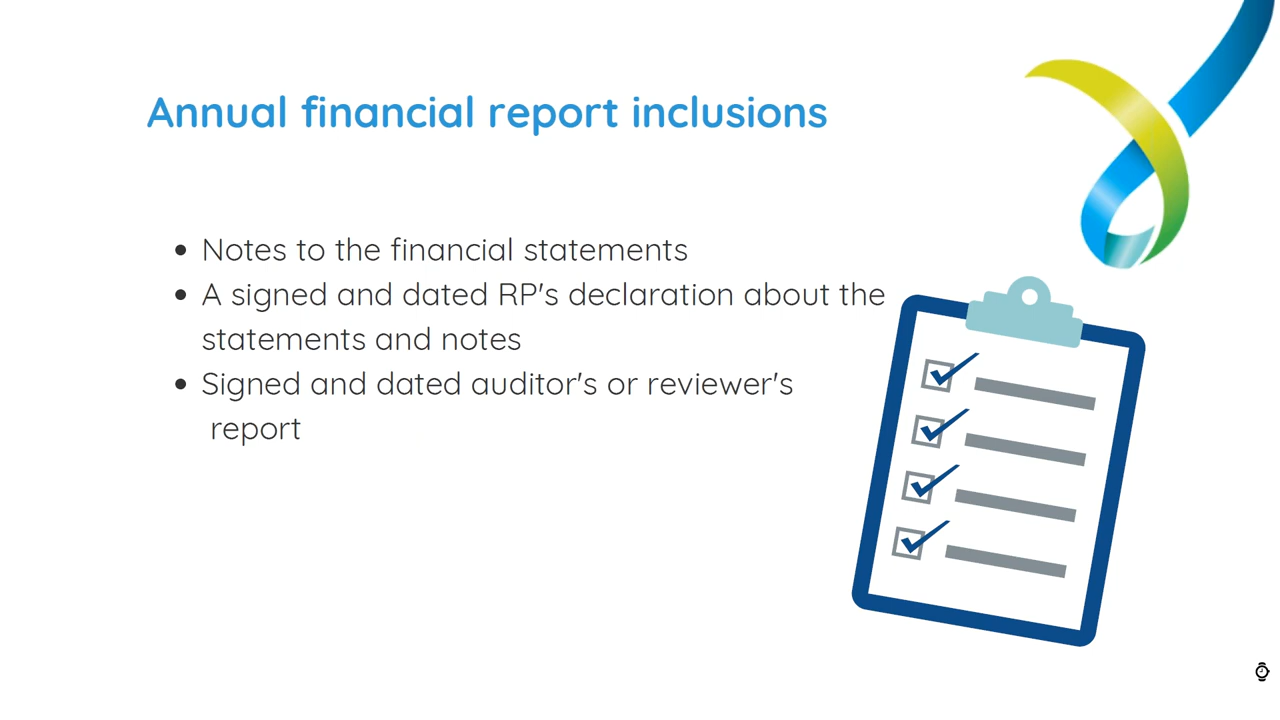 Annual financial report inclusions
• Notes to the financial statements
• A signed and dated RP's declaration about the
statements and notes
• Signed and dated auditor's or reviewer's
report